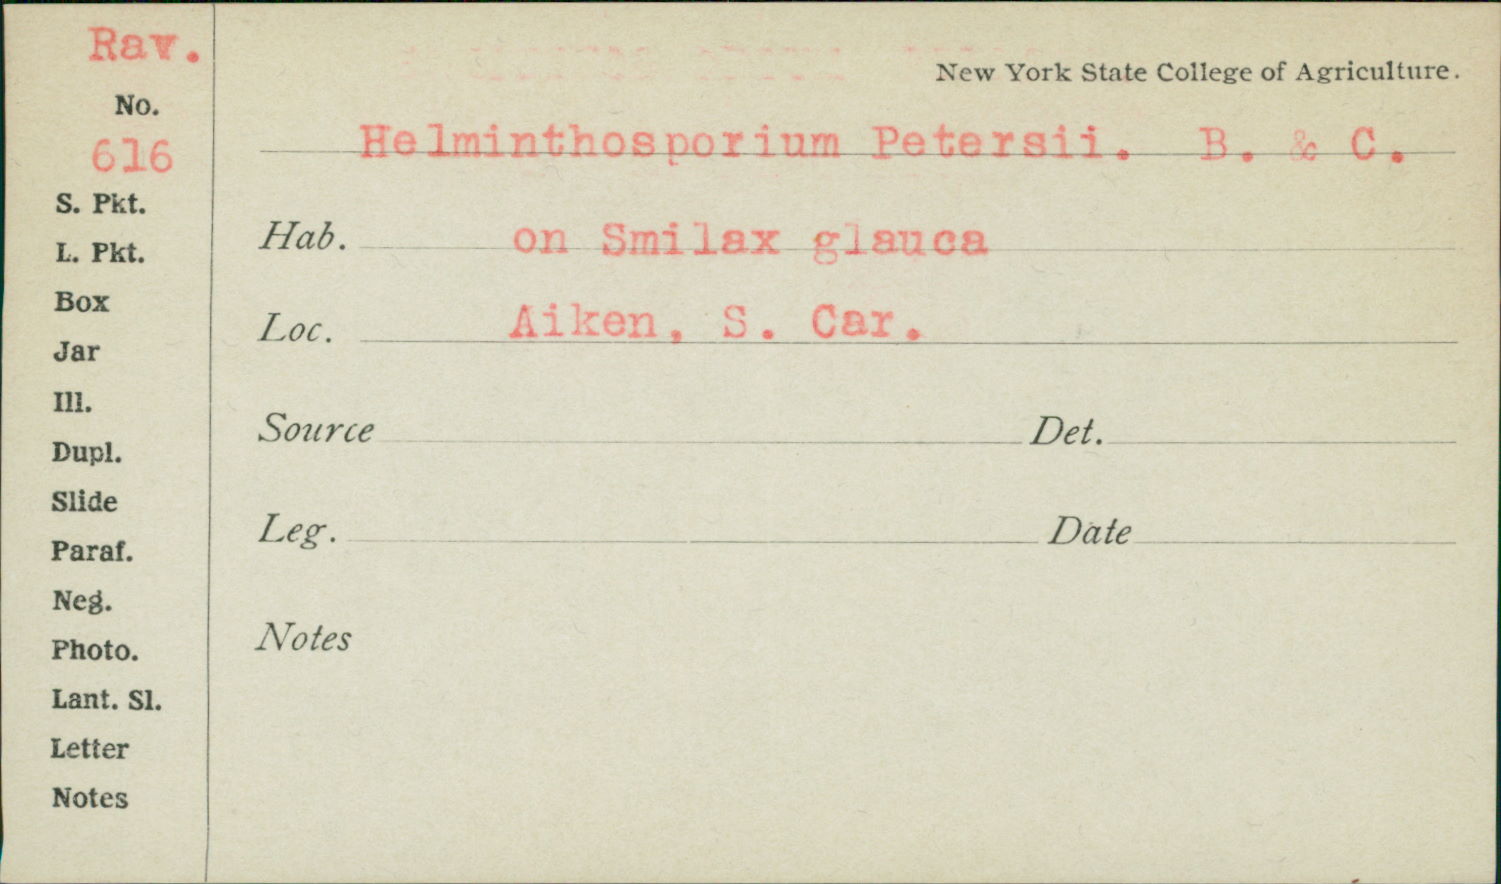 Rav.
No.
616
S. Pkt.
L. Pkt.
Box
Jar
Ill.
Dupl.
Slide
Paraf.
Neg.
Photo.
Lant. Sl.
Letter
Notes
New York State College of Agriculture.
Helminthosporium Petersii. B. & C.
Hab. on Smilax glauca
Loc. Aiken, S. Car.
Source Det.
Leg. Date
Notes